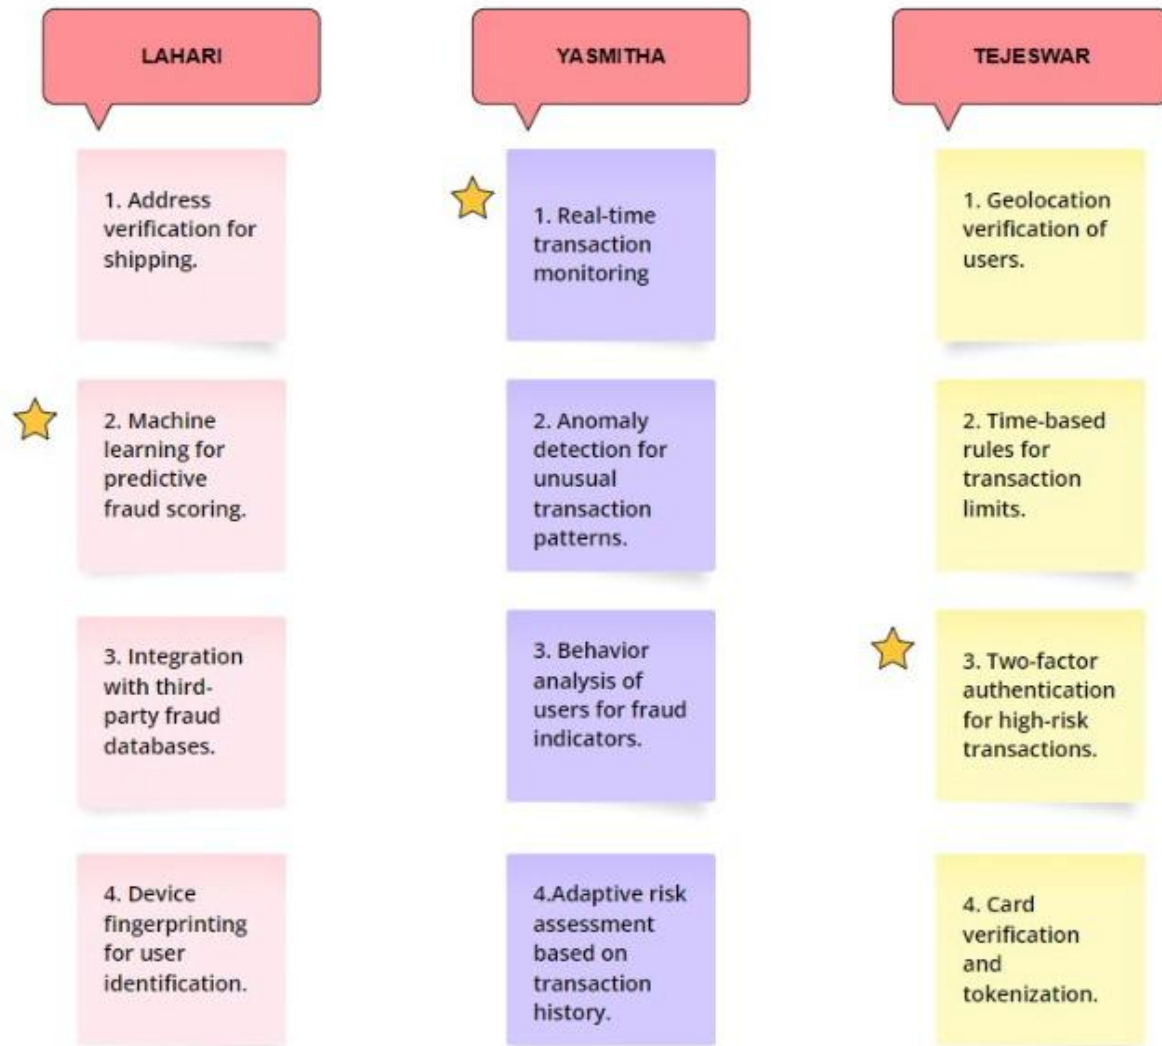 LAHARI
1. Address
verification for
shipping.
2. Machine
learning for
predictive
fraud scoring.
3. Integration
with third-
party fraud
databases.
4. Device
fingerprinting
for user
identification.
YASMITHA
1. Real-time
transaction
monitoring
2. Anomaly
detection for
unusual
transaction
patterns.
3. Behavior
analysis of
users for fraud
indicators.
4.Adaptive risk
assessment
based on
transaction
history.
TEJESWAR
1. Geolocation
verification of
users.
2. Time-based
rules for
transaction
limits.
3. Two-factor
authentication
for high-risk
transactions.
4. Card
verification
and
tokenization.